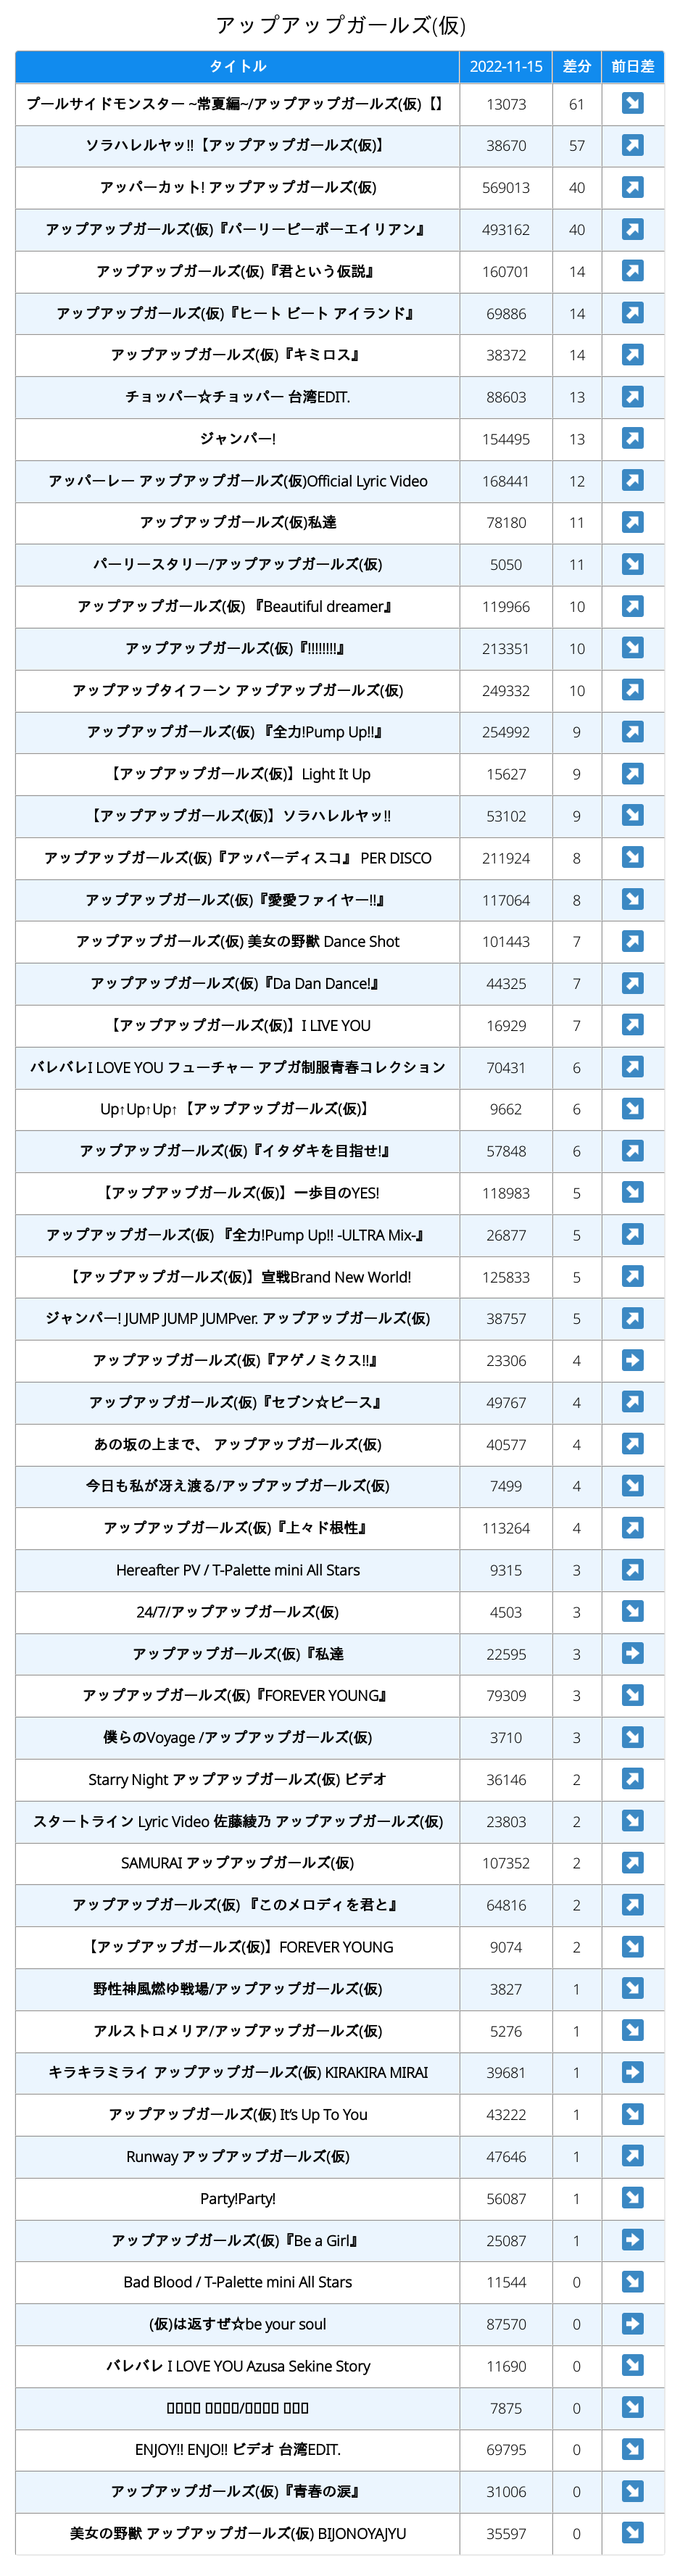 アップアップガールズ(仮)
タイトル 2022-11-15 差分 前日差
プールサイドモンスター ~常夏編~/アップアップガールズ(仮)【】 13073 61 ↘
ソラハレルヤッ!!【アップアップガールズ(仮)】 38670 57 ↗
アッパーカット! アップアップガールズ(仮) 569013 40 ↗
アップアップガールズ(仮)『パーリーピーポーエイリアン』 493162 40 ↗
アップアップガールズ(仮)『君という仮説』 160701 14 ↗
アップアップガールズ(仮)『ヒート ビート アイランド』 69886 14 ↗
アップアップガールズ(仮)『キミロス』 38372 14 ↗
チョッパー☆チョッパー 台湾EDIT. 88603 13 ↗
ジャンパー! 154495 13 ↗
アッパーレー アップアップガールズ(仮)Official Lyric Video 168441 12 ↗
アップアップガールズ(仮)私達 78180 11 ↗
パーリースタリー/アップアップガールズ(仮) 5050 11 ↘
アップアップガールズ(仮) 『Beautiful dreamer』 119966 10 ↗
アップアップガールズ(仮)『!!!!!!!!』 213351 10 ↘
アップアップタイフーン アップアップガールズ(仮) 249332 10 ↗
アップアップガールズ(仮) 『全力!Pump Up!!』 254992 9 ↗
【アップアップガールズ(仮)】Light It Up 15627 9 ↗
【アップアップガールズ(仮)】ソラハレルヤッ!! 53102 9 ↘
アップアップガールズ(仮)『アッパーディスコ』 PER DISCO 211924 8 ↘
アップアップガールズ(仮)『愛愛ファイヤー!!』 117064 8 ↘
アップアップガールズ(仮) 美女の野獣 Dance Shot 101443 7 ↗
アップアップガールズ(仮)『Da Dan Dance!』 44325 7 ↗
【アップアップガールズ(仮)】I LIVE YOU 16929 7 ↗
バレバレI LOVE YOU フューチャー アプガ制服青春コレクション 70431 6 ↗
Up↑Up↑Up↑【アップアップガールズ(仮)】 9662 6 ↘
アップアップガールズ(仮)『イタダキを目指せ!』 57848 6 ↗
【アップアップガールズ(仮)】一歩目のYES! 118983 5 ↘
アップアップガールズ(仮) 『全力!Pump Up!! -ULTRA Mix-』 26877 5 ↗
【アップアップガールズ(仮)】宣戦Brand New World! 125833 5 ↗
ジャンパー! JUMP JUMP JUMPver. アップアップガールズ(仮) 38757 5 ↗
アップアップガールズ(仮)『アゲノミクス!!』 23306 4 ➡
アップアップガールズ(仮)『セブン☆ピース』 49767 4 ↗
あの坂の上まで、 アップアップガールズ(仮) 40577 4 ↗
今日も私が冴え渡る/アップアップガールズ(仮) 7499 4 ↘
アップアップガールズ(仮)『上々ド根性』 113264 4 ↗
Hereafter PV / T-Palette mini All Stars 9315 3 ↗
24/7/アップアップガールズ(仮) 4503 3 ↘
アップアップガールズ(仮)『私達 22595 3 ➡
アップアップガールズ(仮)『FOREVER YOUNG』 79309 3 ↘
僕らのVoyage /アップアップガールズ(仮) 3710 3 ↘
Starry Night アップアップガールズ(仮) ビデオ 36146 2 ↗
スタートライン Lyric Video 佐藤綾乃 アップアップガールズ(仮) 23803 2 ↘
SAMURAI アップアップガールズ(仮) 107352 2 ↗
アップアップガールズ(仮) 『このメロディを君と』 64816 2 ↗
【アップアップガールズ(仮)】FOREVER YOUNG 9074 2 ↘
野性神風燃ゆ戦場/アップアップガールズ(仮) 3827 1 ↘
アルストロメリア/アップアップガールズ(仮) 5276 1 ↘
キラキラミライ アップアップガールズ(仮) KIRAKIRA MIRAI 39681 1 ➡
アップアップガールズ(仮) It's Up To You 43222 1 ↘
Runway アップアップガールズ(仮) 47646 1 ↗
Party!Party! 56087 1 ↘
アップアップガールズ(仮)『Be a Girl』 25087 1 ➡
Bad Blood / T-Palette mini All Stars 11544 0 ↘
(仮)は返すぜ☆be your soul 87570 0 ➡
バレバレ I LOVE YOU Azusa Sekine Story 11690 0 ↘
▯▯▯▯ ▯▯▯▯/▯▯▯▯ ▯▯▯ 7875 0 ↘
ENJOY!! ENJO!! ビデオ 台湾EDIT. 69795 0 ↘
アップアップガールズ(仮)『青春の涙』 31006 0 ↘
美女の野獣 アップアップガールズ(仮) BIJONOYAJYU 35597 0 ↘